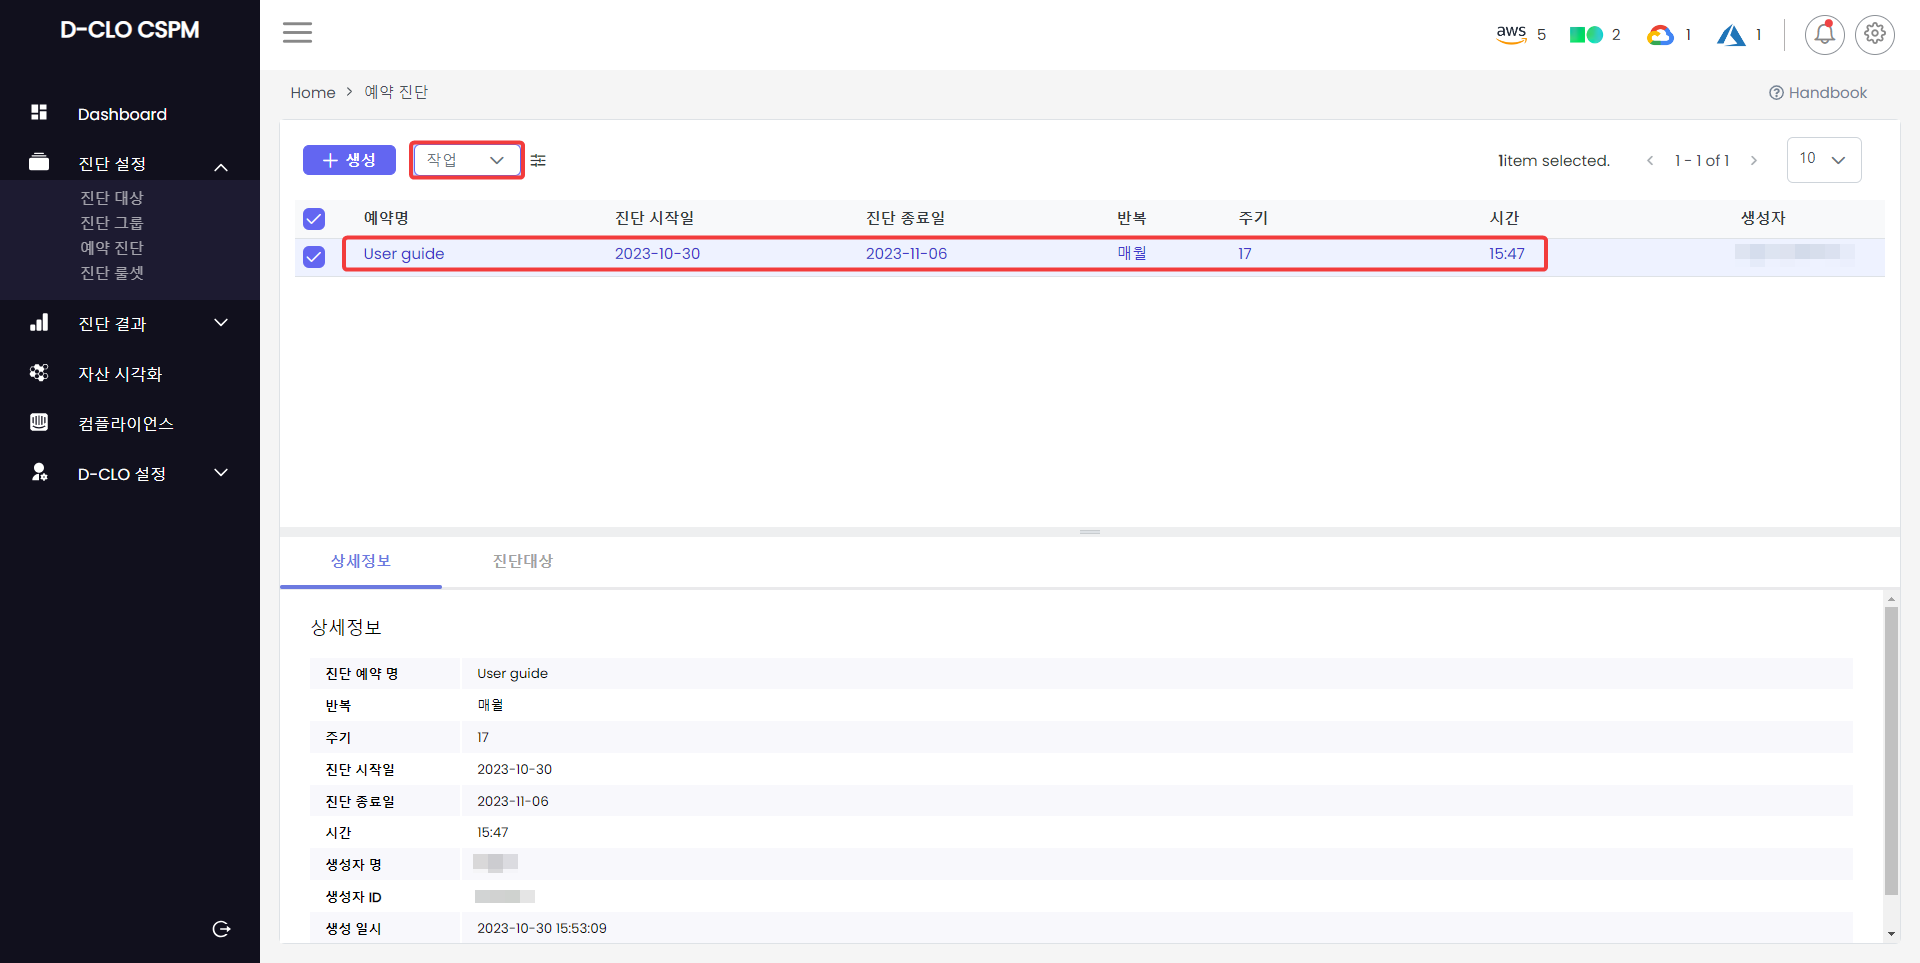 D-CLO CSPM
aws 5 2 1 1
Dashboard
진단 설정
진단 대상
진단 그룹
예약 진단
진단 룰셋
진단 결과
자산 시각화
컴플라이언스
D-CLO 설정
Home > 예약 진단
Handbook
+ 생성 작업
1item selected. < 1 - 1 of 1 > 10
예약명 진단 시작일 진단 종료일 반복 주기 시간 생성자
User guide 2023-10-30 2023-11-06 매월 17 15:47
상세정보 진단대상
상세정보
진단 예약 명 User guide
반복 매월
주기 17
진단 시작일 2023-10-30
진단 종료일 2023-11-06
시간 15:47
생성자 명
생성자 ID
생성 일시 2023-10-30 15:53:09